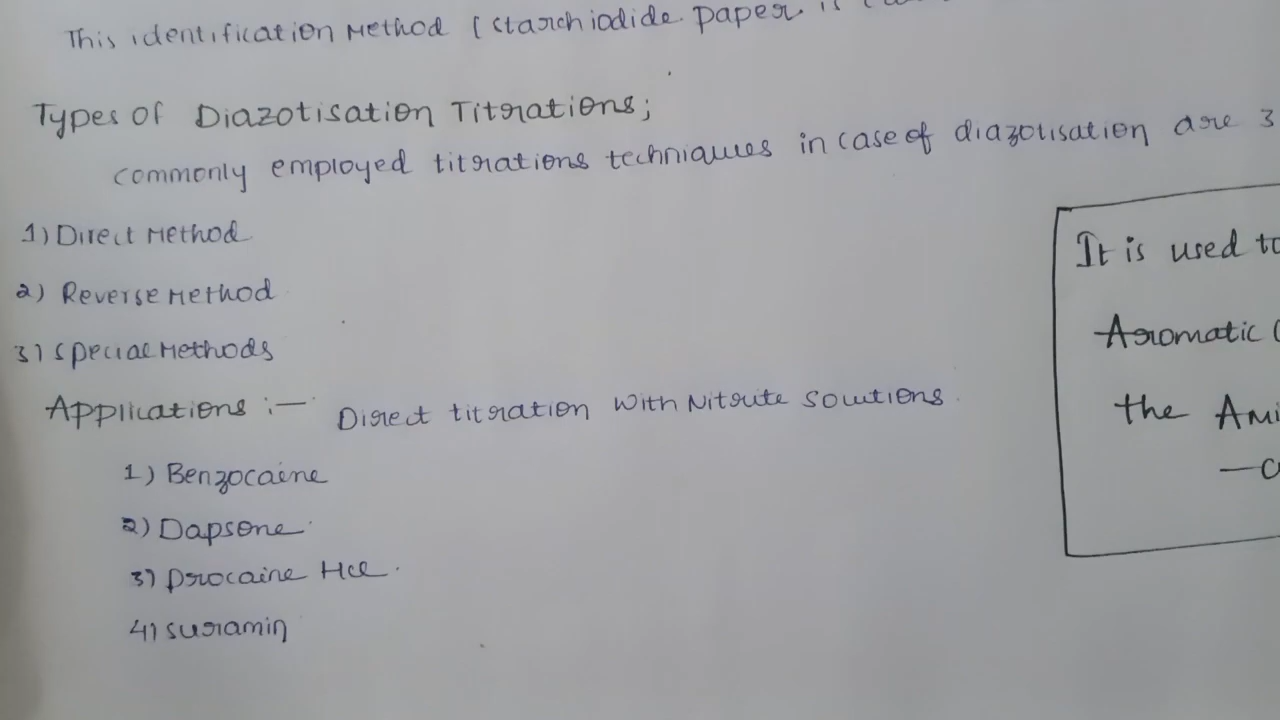 This identification Method (starch iodide paper is
Types of Diazotisation Titrations;
commonly employed titrations techniques in case of diazotisation are 3
1) Direct Method
2) Reverse Method
3) Special Methods
Applications :— Direct titration with Nitrite Solutions.
1) Benzocaine
2) Dapsone
3) procaine Hcl.
4) suramin
It is used to
Aromatic
the Ami